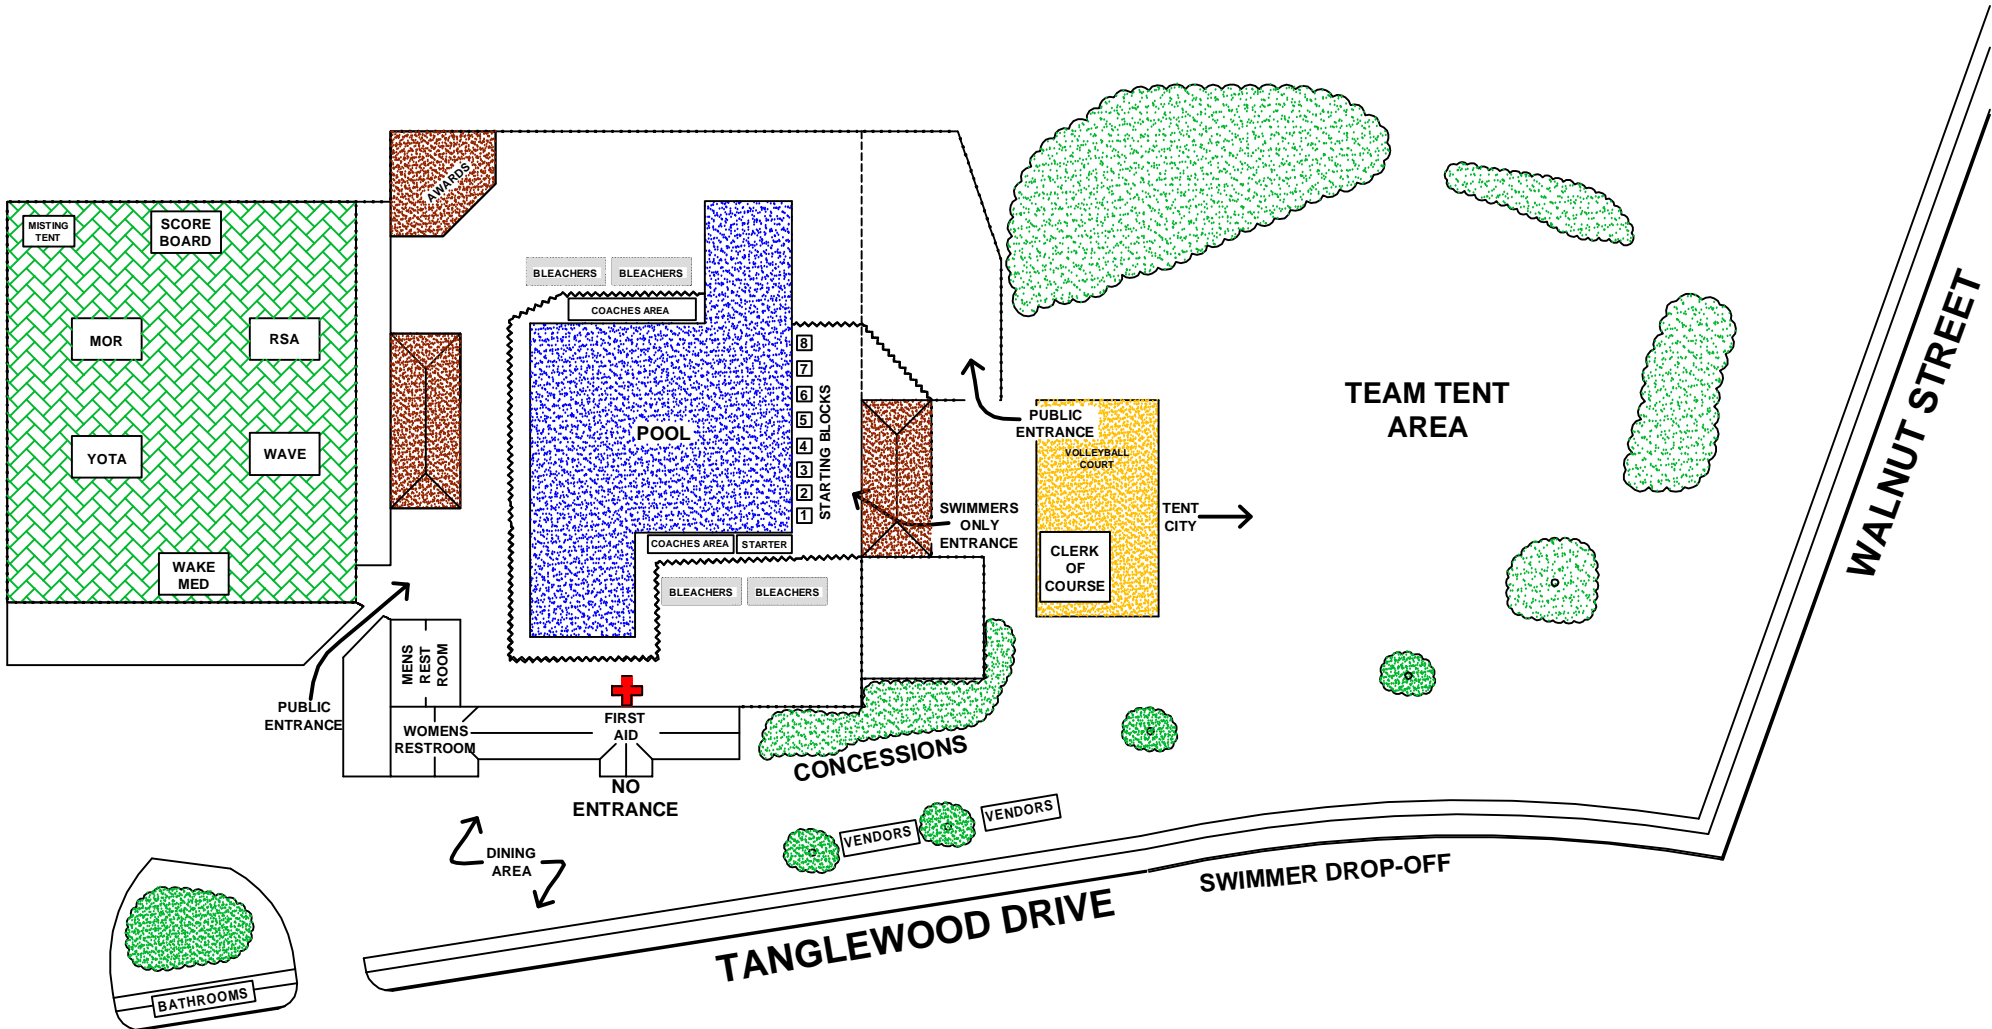 AWARDS
MISTING
TENT
SCORE
BOARD
BLEACHERS
BLEACHERS
COACHES AREA
MOR
RSA
8
7
6
5
4
3
2
1
STARTING BLOCKS
POOL
TEAM TENT
AREA
WALNUT STREET
PUBLIC
ENTRANCE
VOLLEYBALL
COURT
YOTA
WAVE
SWIMMERS
ONLY
ENTRANCE
TENT
CITY
COACHES AREA
STARTER
CLERK
OF
COURSE
WAKE
MED
BLEACHERS
BLEACHERS
MENS
REST
ROOM
PUBLIC
ENTRANCE
WOMENS
RESTROOM
FIRST
AID
CONCESSIONS
NO
ENTRANCE
VENDORS
VENDORS
DINING
AREA
SWIMMER DROP-OFF
TANGLEWOOD DRIVE
BATHROOMS